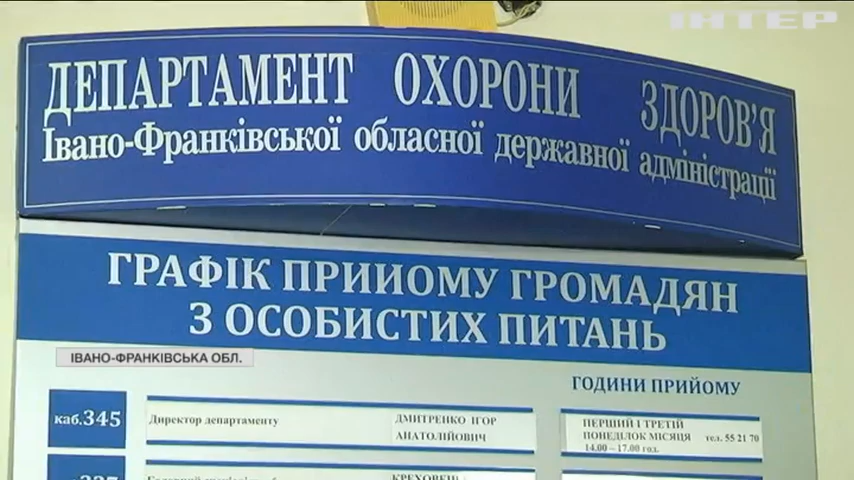 ІНТЕР
ДЕПАРТАМЕНТ ОХОРОНИ ЗДОРОВ'Я
Івано-Франківської обласної державної адміністрації
ГРАФІК ПРИЙОМУ ГРОМАДЯН
З ОСОБИСТИХ ПИТАНЬ
ІВАНО-ФРАНКІВСЬКА ОБЛ.
ГОДИНИ ПРИЙОМУ
каб.345
Директор департаменту
ДМИТРЕНКО ІГОР
АНАТОЛІЙОВИЧ
ПЕРШИЙ І ТРЕТІЙ
ПОНЕДІЛОК МІСЯЦЯ
14.00 – 17.00 год.
тел. 55 21 70